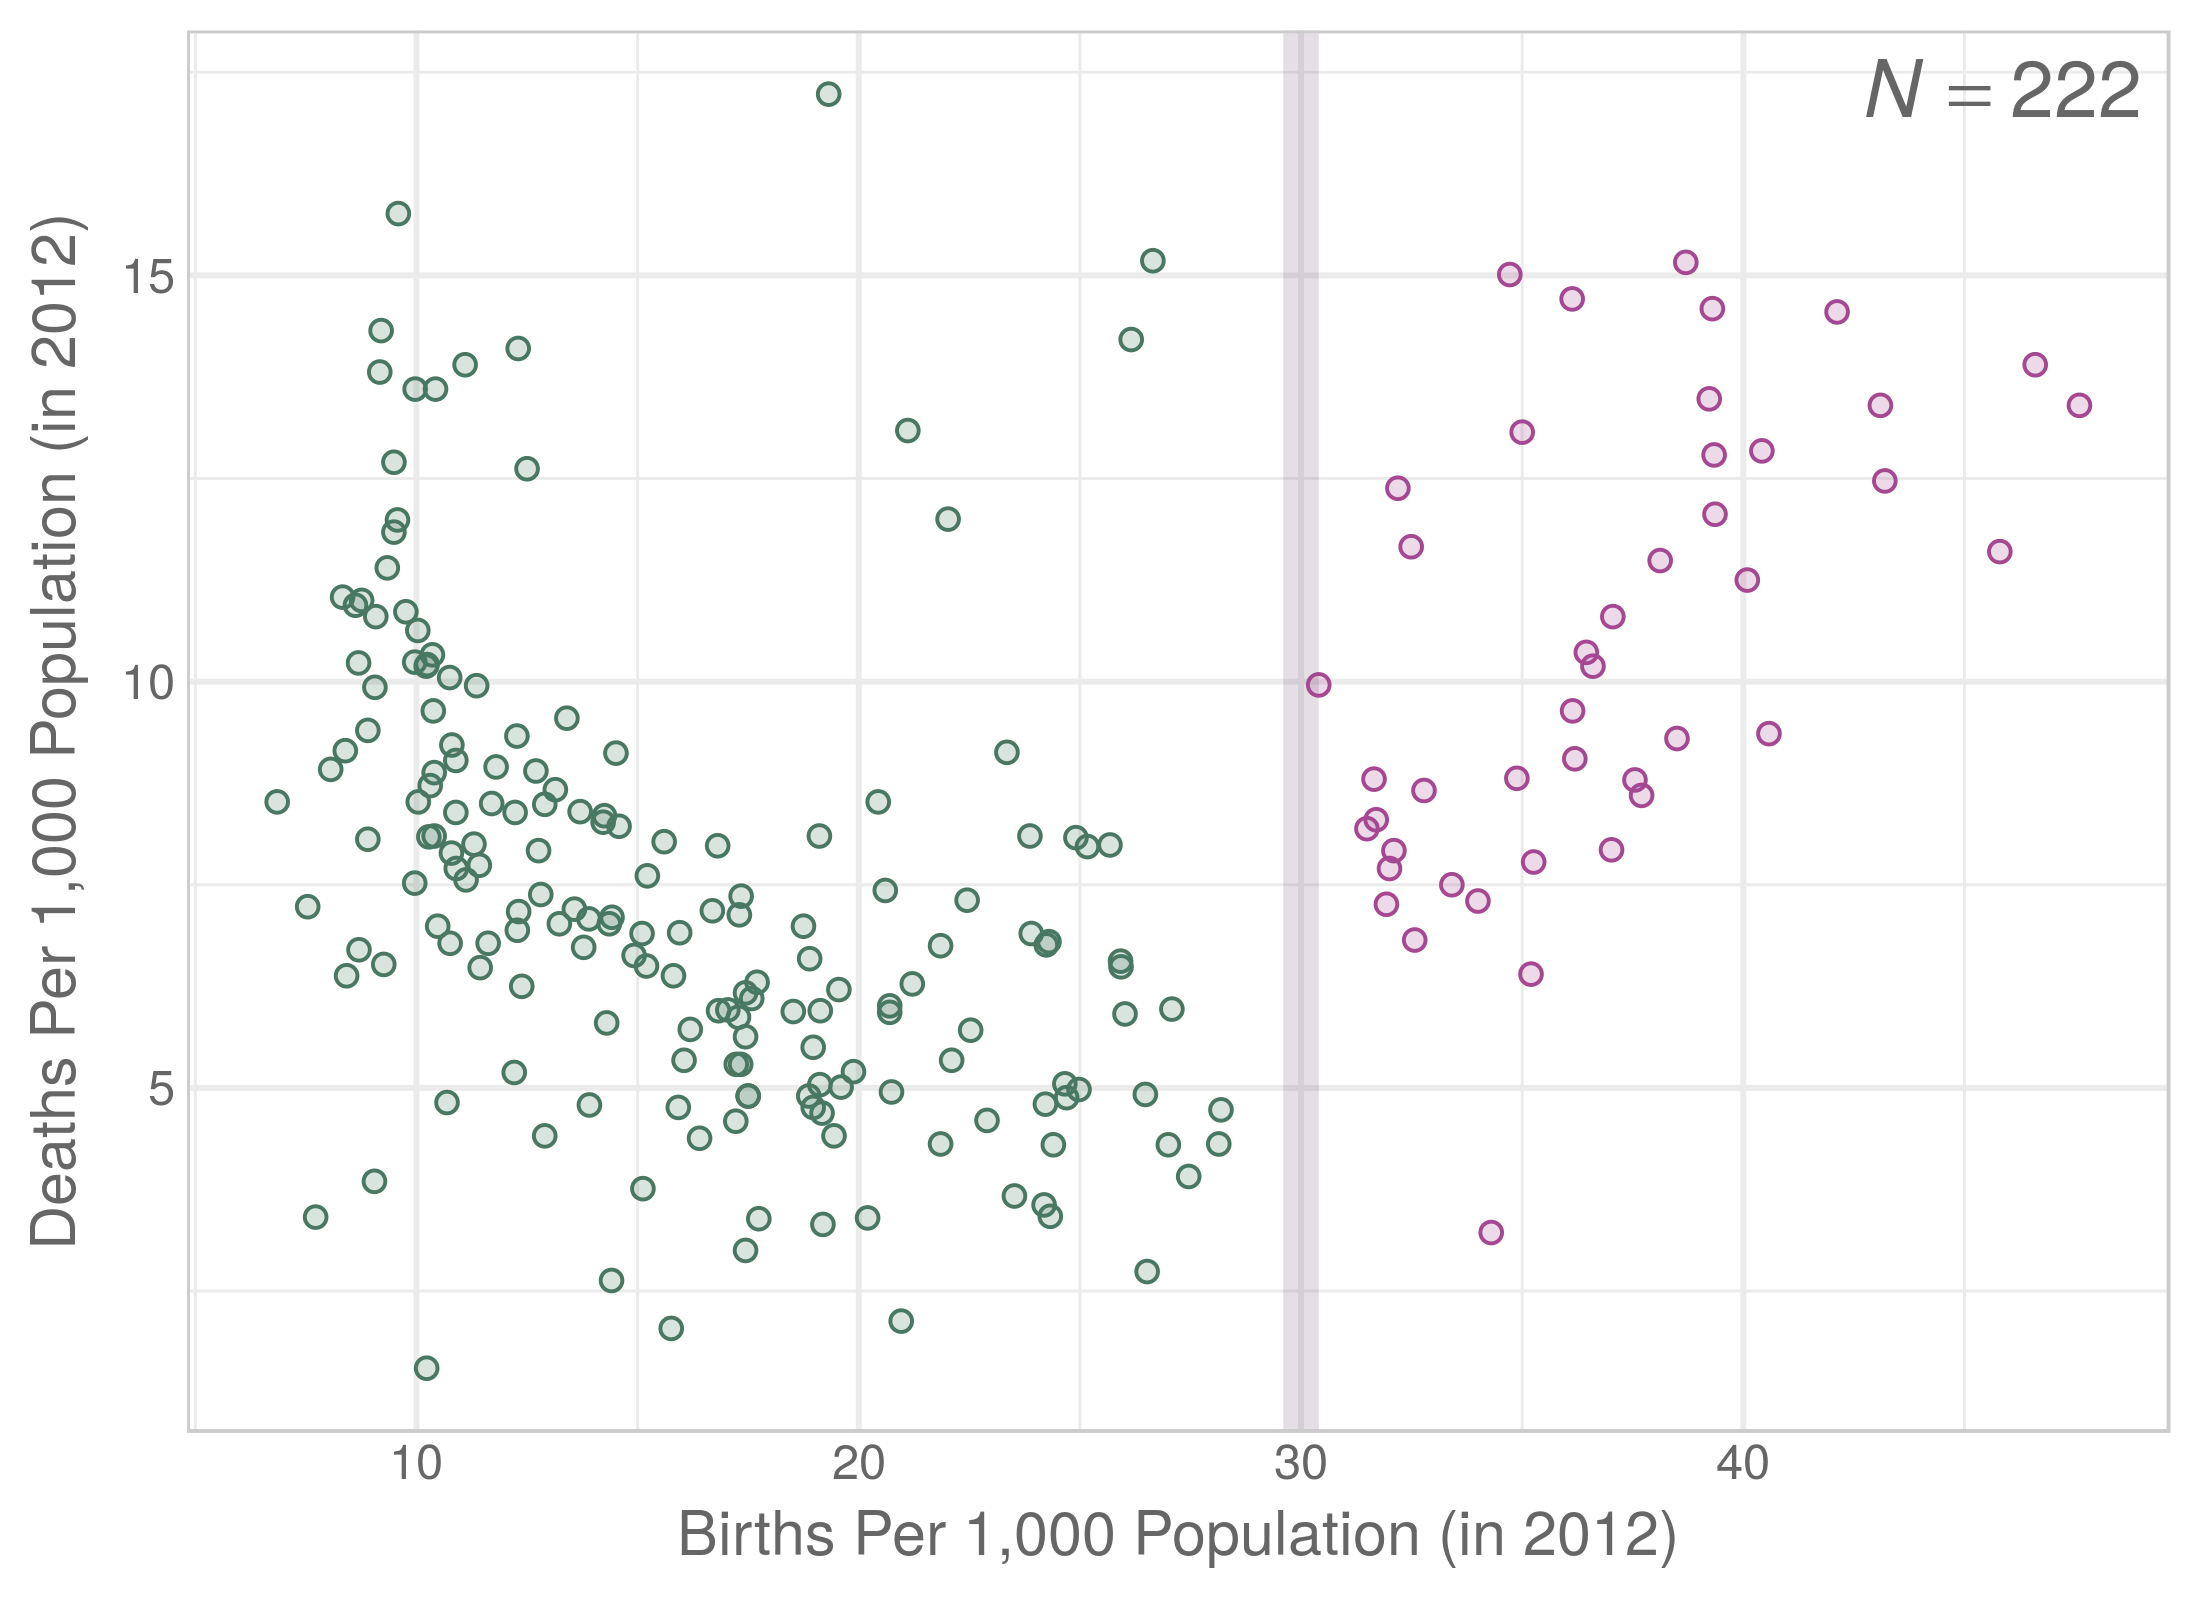 N = 222
Deaths Per 1,000 Population (in 2012)
15
10
5
10 20 30 40
Births Per 1,000 Population (in 2012)